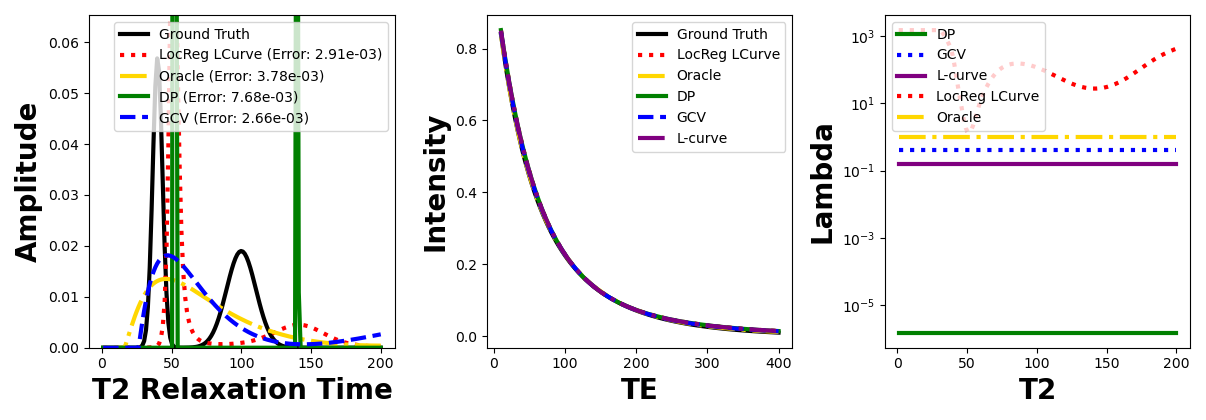 Amplitude
0.06
0.05
0.04
0.03
0.02
0.01
0.00
Ground Truth
LocReg LCurve (Error: 2.91e-03)
Oracle (Error: 3.78e-03)
DP (Error: 7.68e-03)
GCV (Error: 2.66e-03)
0 50 100 150 200
T2 Relaxation Time
Intensity
0.8
0.6
0.4
0.2
0.0
Ground Truth
LocReg LCurve
Oracle
DP
GCV
L-curve
0 100 200 300 400
TE
Lambda
10³
10¹
10⁻¹
10⁻³
10⁻⁵
DP
GCV
L-curve
LocReg LCurve
Oracle
0 50 100 150 200
T2